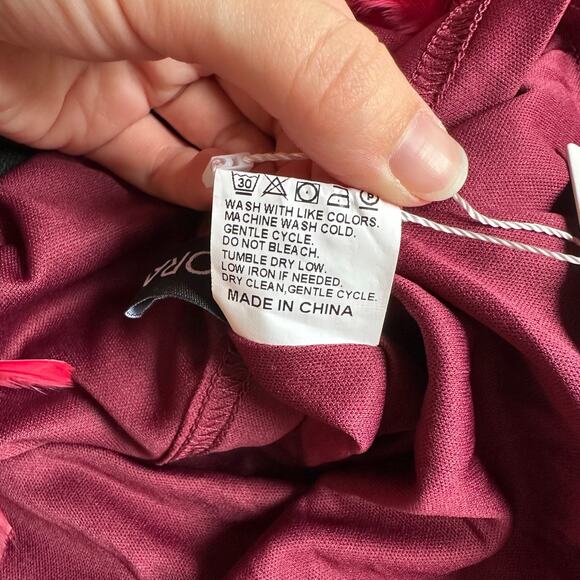 30
WASH WITH LIKE COLORS.
MACHINE WASH COLD.
GENTLE CYCLE.
DO NOT BLEACH.
TUMBLE DRY LOW.
LOW IRON IF NEEDED.
DRY CLEAN,GENTLE CYCLE.
MADE IN CHINA